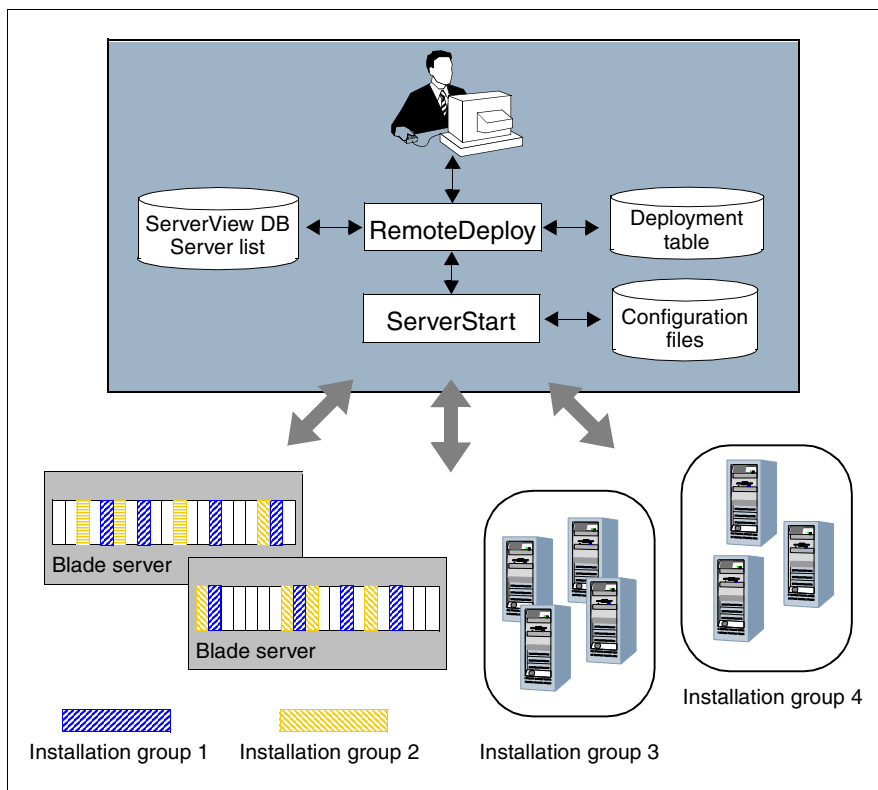 ServerView DB
Server list
RemoteDeploy
Deployment
table
ServerStart
Configuration
files
Blade server
Blade server
Installation group 1
Installation group 2
Installation group 3
Installation group 4